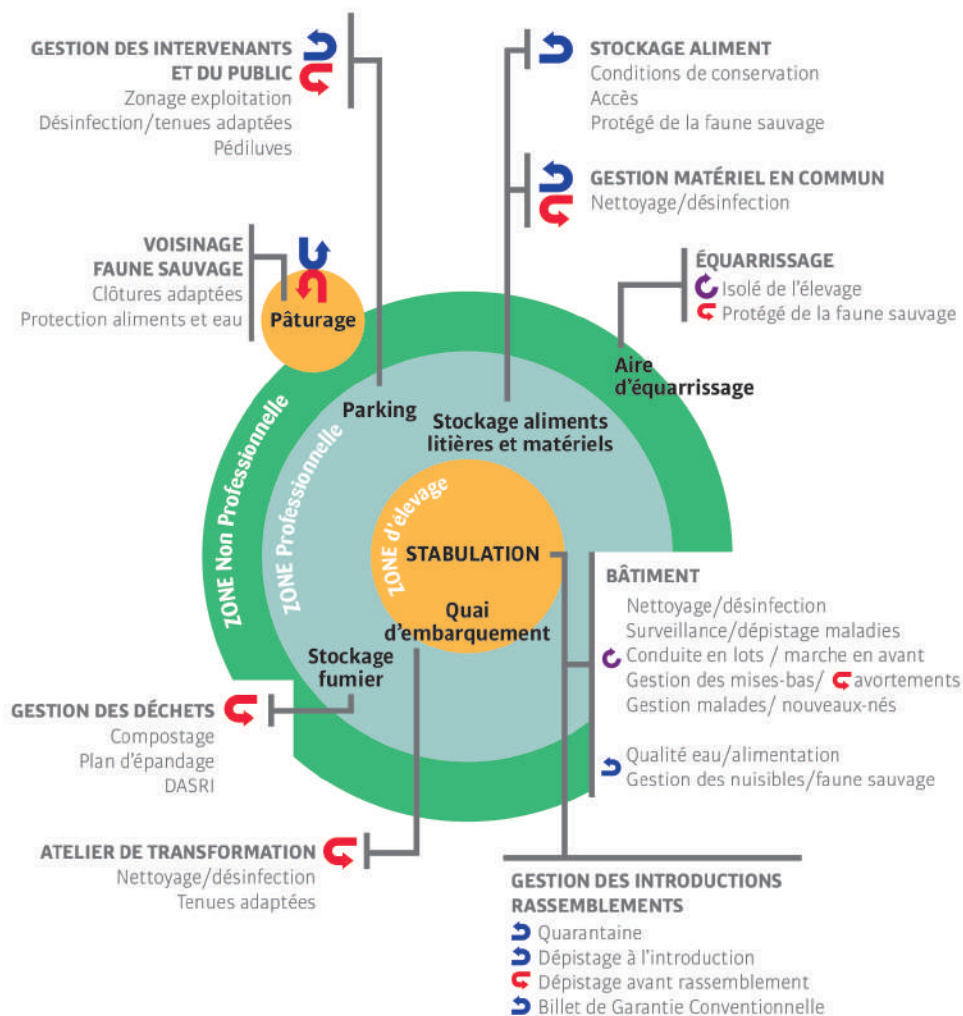 GESTION DES INTERVENANTS
ET DU PUBLIC
Zonage exploitation
Désinfection/tenues adaptées
Pédiluves
STOCKAGE ALIMENT
Conditions de conservation
Accès
Protégé de la faune sauvage
GESTION MATÉRIEL EN COMMUN
Nettoyage/désinfection
VOISINAGE
FAUNE SAUVAGE
Clôtures adaptées
Protection aliments et eau
Pâturage
ÉQUARRISSAGE
Isolé de l'élevage
Protégé de la faune sauvage
Aire
d'équarrissage
Parking
Stockage aliments
litières et matériels
ZONE Non Professionnelle
ZONE Professionnelle
ZONE d'élevage
STABULATION
Quai
d'embarquement
Stockage
fumier
BÂTIMENT
Nettoyage/désinfection
Surveillance/dépistage maladies
Conduite en lots / marche en avant
Gestion des mises-bas/ avortements
Gestion malades/ nouveaux-nés
Qualité eau/alimentation
Gestion des nuisibles/faune sauvage
GESTION DES DÉCHETS
Compostage
Plan d'épandage
DASRI
ATELIER DE TRANSFORMATION
Nettoyage/désinfection
Tenues adaptées
GESTION DES INTRODUCTIONS
RASSEMBLEMENTS
Quarantaine
Dépistage à l'introduction
Dépistage avant rassemblement
Billet de Garantie Conventionnelle